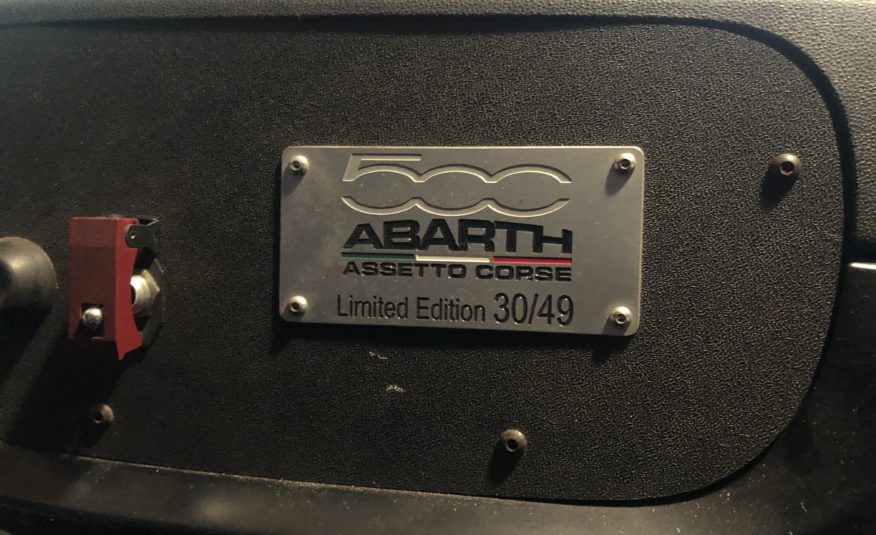 500
ABARTH
ASSETTO CORSE
Limited Edition 30/49